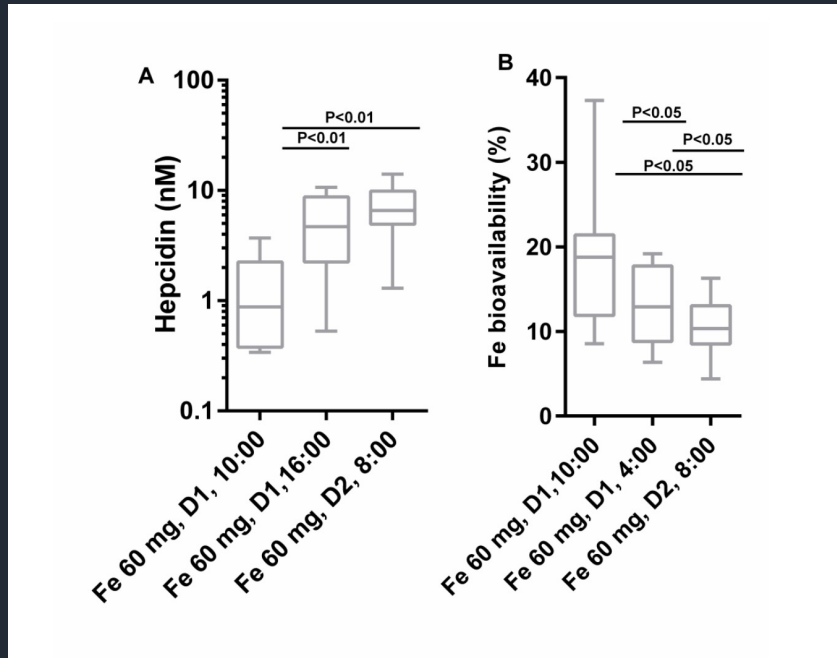 A
100
10
1
0.1
Hepcidin (nM)
P<0.01
P<0.01
Fe 60 mg, D1, 10:00
Fe 60 mg, D1,16:00
Fe 60 mg, D2, 8:00
B
40
30
20
10
0
Fe bioavailability (%)
P<0.05
P<0.05
P<0.05
Fe 60 mg, D1,10:00
Fe 60 mg, D1, 4:00
Fe 60 mg, D2, 8:00